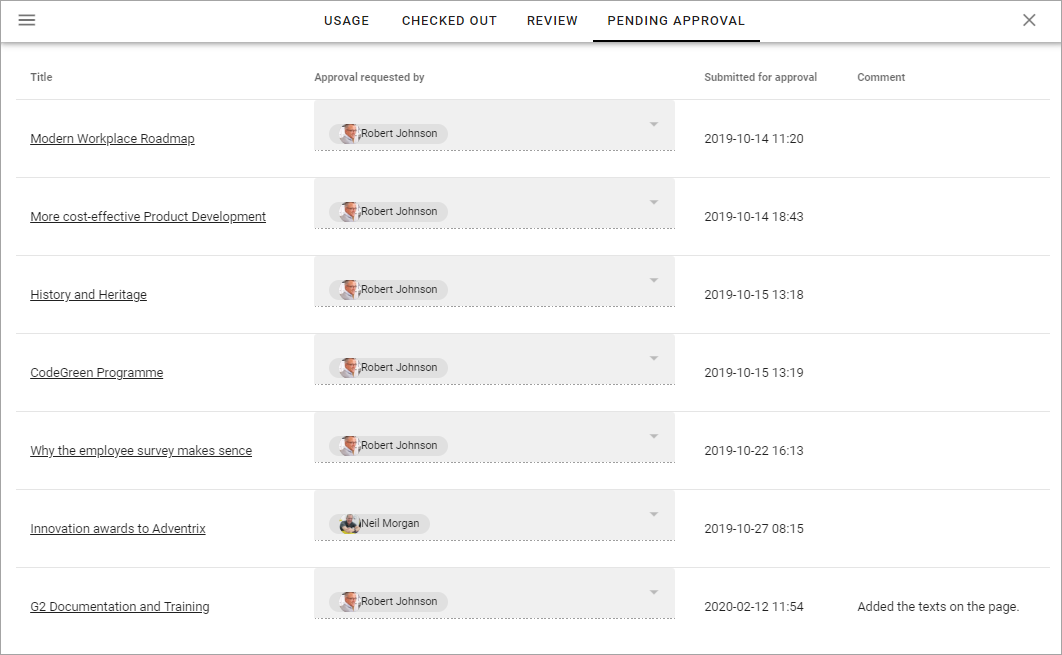 USAGE CHECKED OUT REVIEW PENDING APPROVAL
Title Approval requested by Submitted for approval Comment
Modern Workplace Roadmap Robert Johnson 2019-10-14 11:20
More cost-effective Product Development Robert Johnson 2019-10-14 18:43
History and Heritage Robert Johnson 2019-10-15 13:18
CodeGreen Programme Robert Johnson 2019-10-15 13:19
Why the employee survey makes sence Robert Johnson 2019-10-22 16:13
Innovation awards to Adventrix Neil Morgan 2019-10-27 08:15
G2 Documentation and Training Robert Johnson 2020-02-12 11:54 Added the texts on the page.